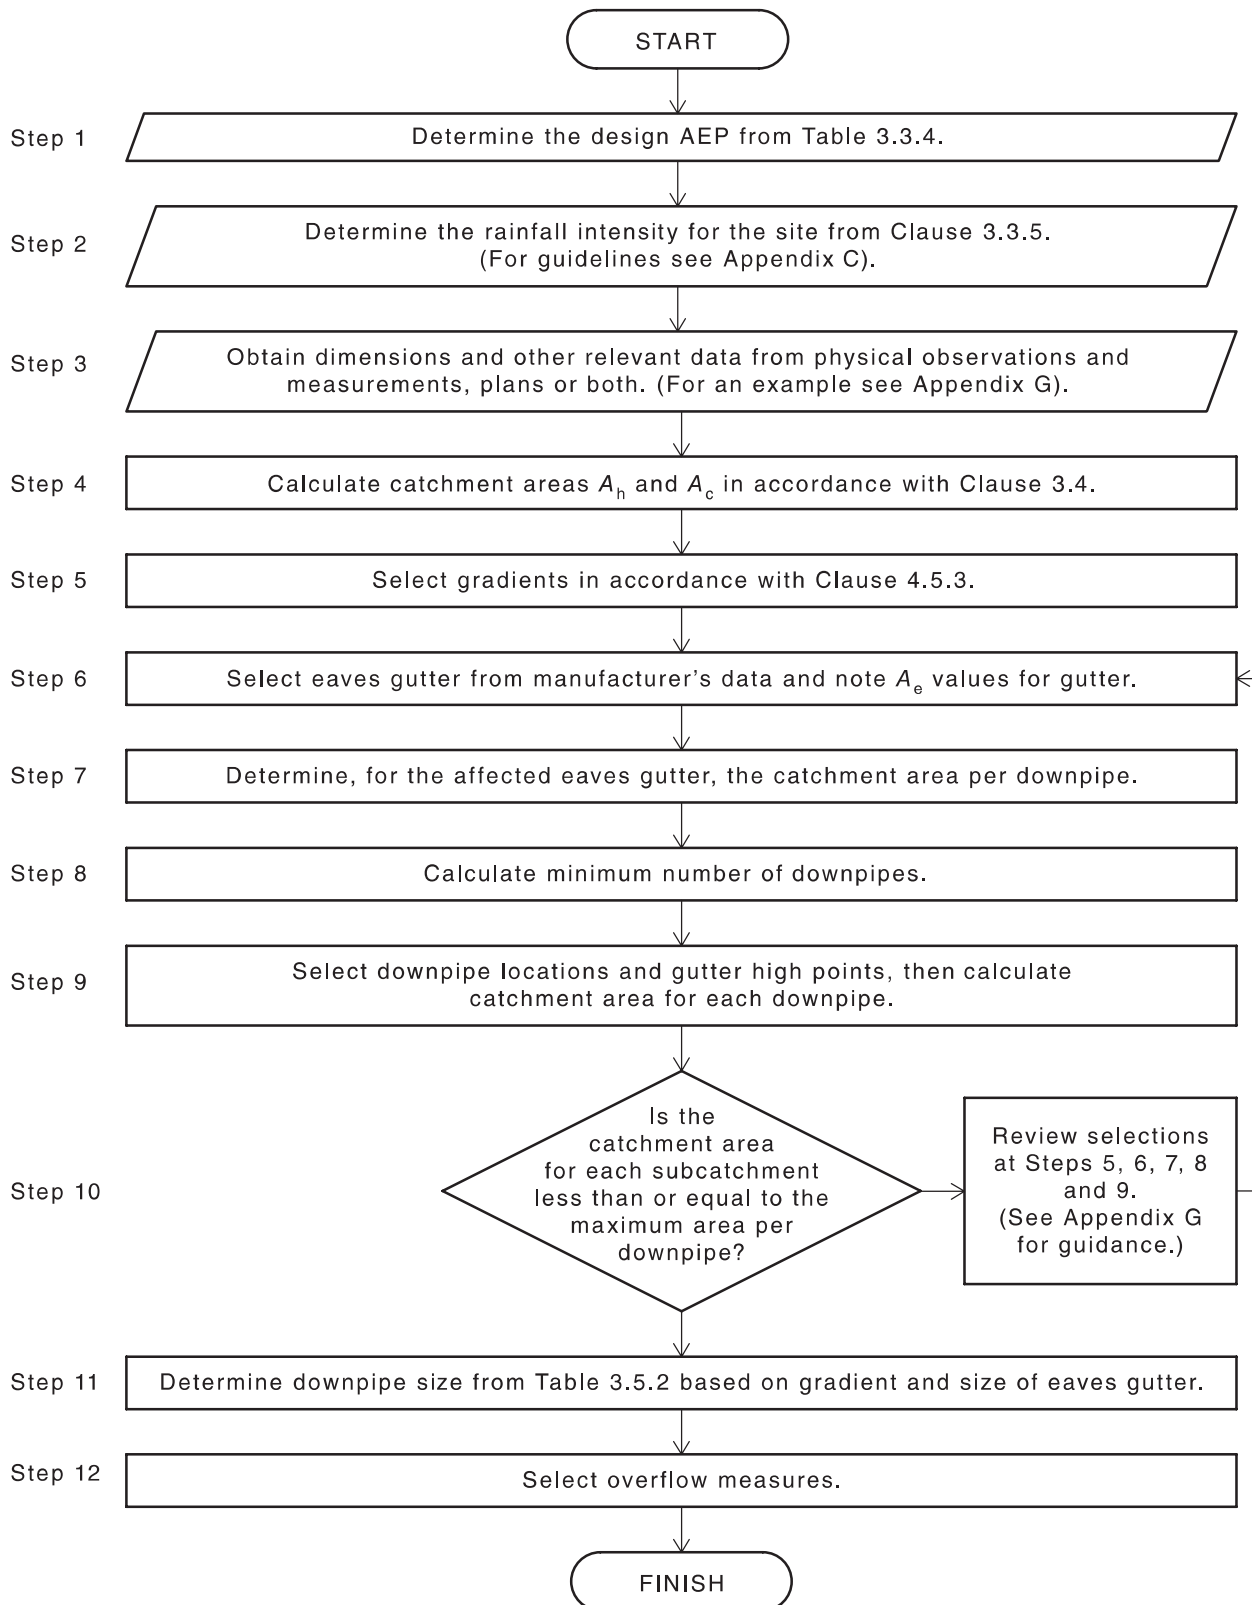 START
Step 1
Determine the design AEP from Table 3.3.4.
Step 2
Determine the rainfall intensity for the site from Clause 3.3.5.
(For guidelines see Appendix C).
Step 3
Obtain dimensions and other relevant data from physical observations and
measurements, plans or both. (For an example see Appendix G).
Step 4
Calculate catchment areas Ah and Ac in accordance with Clause 3.4.
Step 5
Select gradients in accordance with Clause 4.5.3.
Step 6
Select eaves gutter from manufacturer's data and note Ae values for gutter.
Step 7
Determine, for the affected eaves gutter, the catchment area per downpipe.
Step 8
Calculate minimum number of downpipes.
Step 9
Select downpipe locations and gutter high points, then calculate
catchment area for each downpipe.
Step 10
Is the
catchment area
for each subcatchment
less than or equal to the
maximum area per
downpipe?
Review selections
at Steps 5, 6, 7, 8
and 9.
(See Appendix G
for guidance.)
Step 11
Determine downpipe size from Table 3.5.2 based on gradient and size of eaves gutter.
Step 12
Select overflow measures.
FINISH